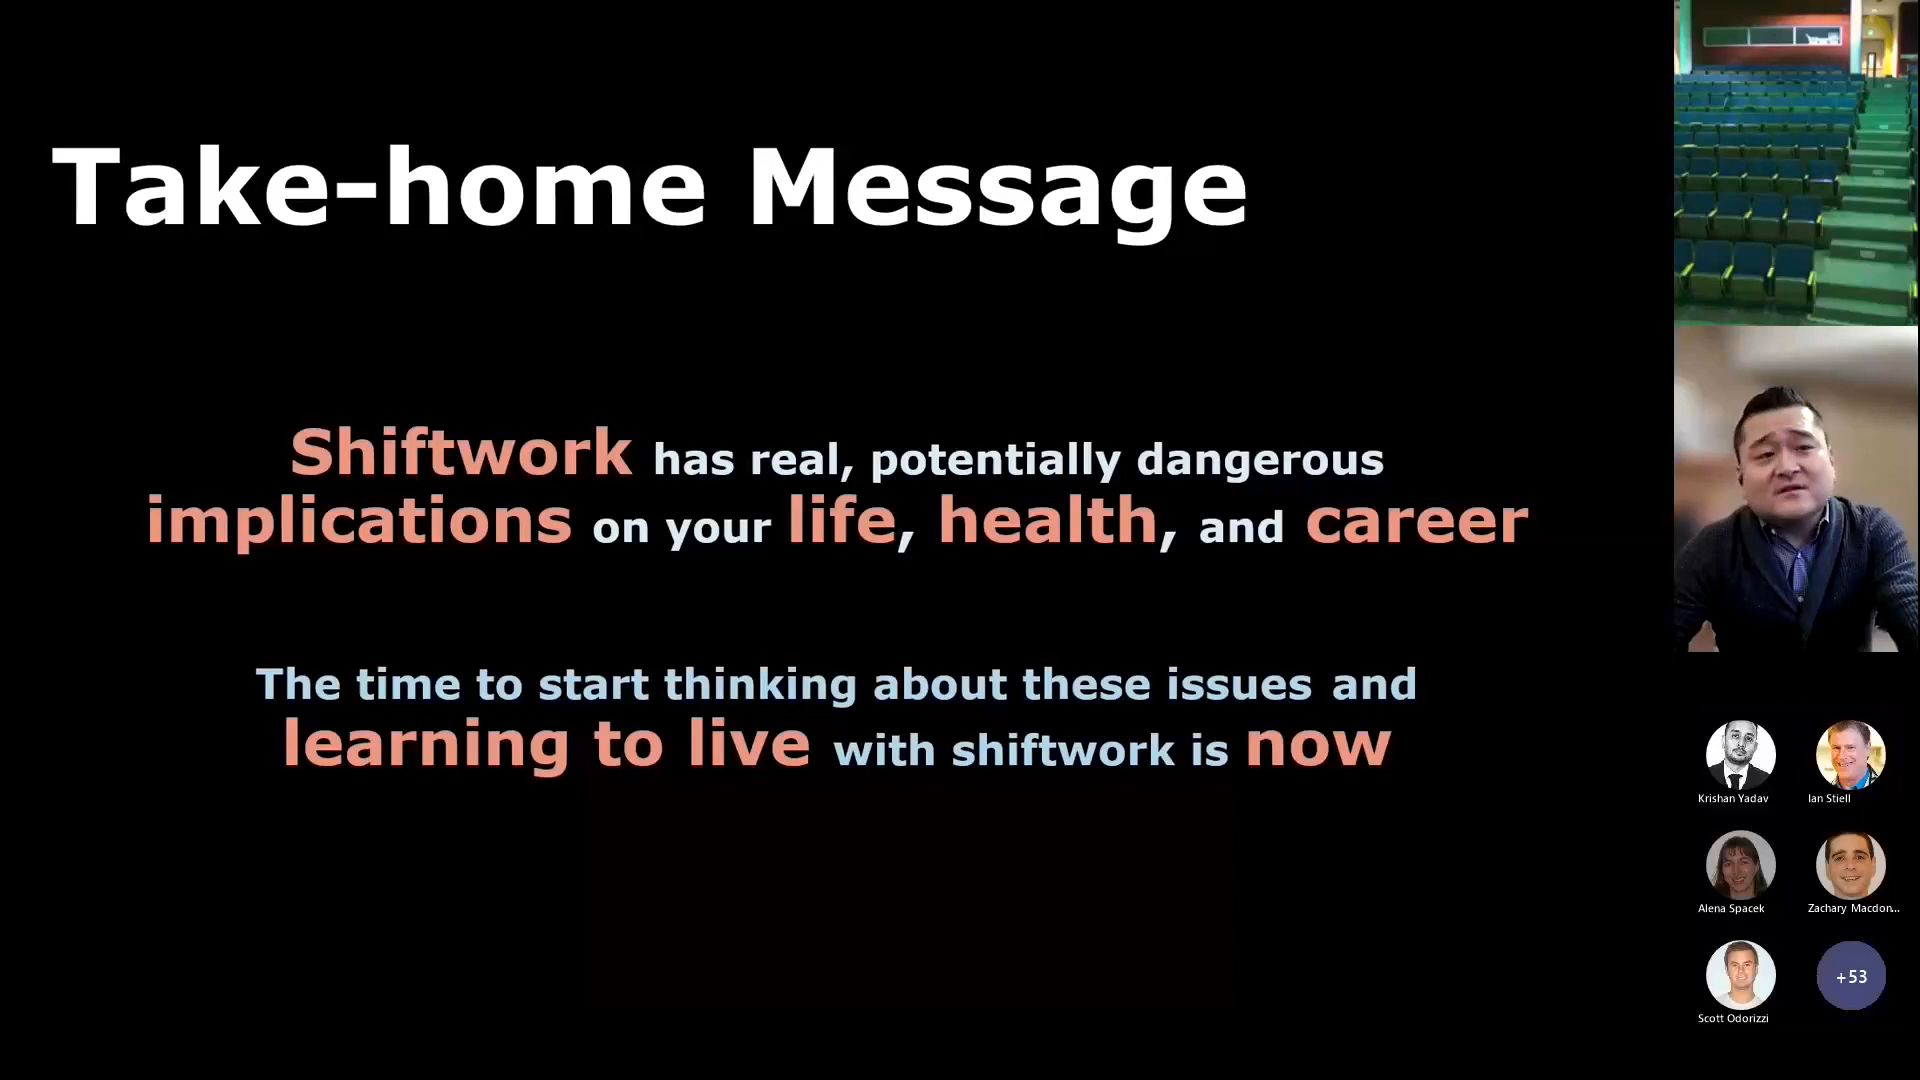 Take-home Message
Shiftwork has real, potentially dangerous
implications on your life, health, and career
The time to start thinking about these issues and
learning to live with shiftwork is now
Krishan Yadav
Ian Stiell
Alena Spacek
Zachary Macdon...
Scott Odorizzi
+53